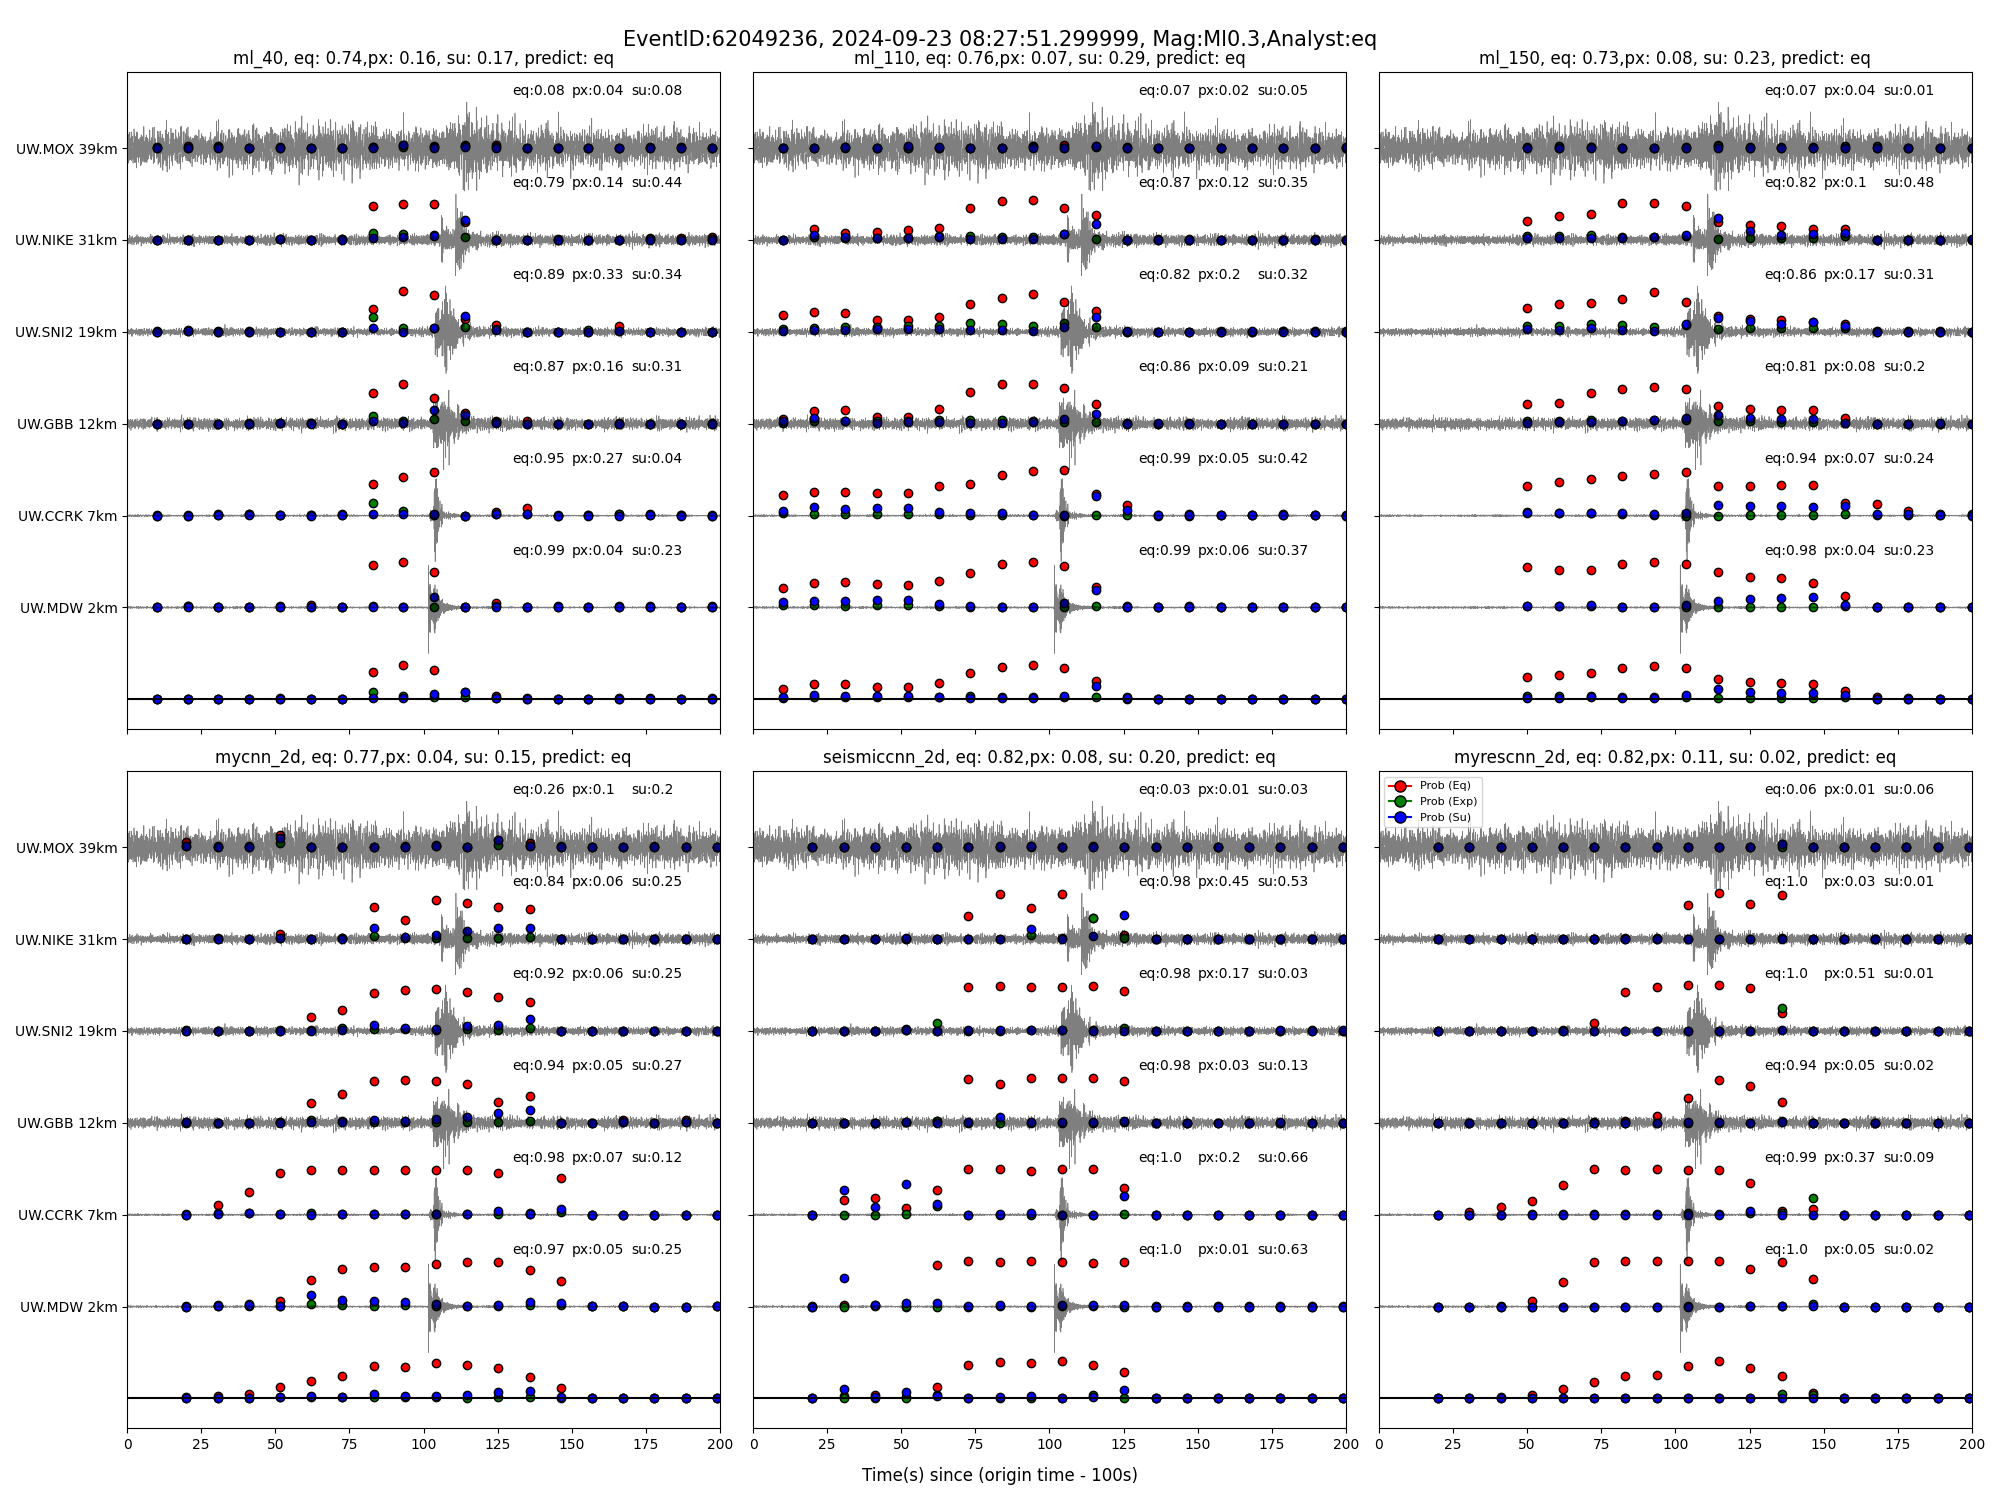 EventID:62049236, 2024-09-23 08:27:51.299999, Mag:Ml0.3,Analyst:eq
ml_40, eq: 0.74,px: 0.16, su: 0.17, predict: eq
eq:0.08 px:0.04 su:0.08
UW.MOX 39km
eq:0.79 px:0.14 su:0.44
UW.NIKE 31km
eq:0.89 px:0.33 su:0.34
UW.SNI2 19km
eq:0.87 px:0.16 su:0.31
UW.GBB 12km
eq:0.95 px:0.27 su:0.04
UW.CCRK 7km
eq:0.99 px:0.04 su:0.23
UW.MDW 2km
ml_110, eq: 0.76,px: 0.07, su: 0.29, predict: eq
eq:0.07 px:0.02 su:0.05
eq:0.87 px:0.12 su:0.35
eq:0.82 px:0.2 su:0.32
eq:0.86 px:0.09 su:0.21
eq:0.99 px:0.05 su:0.42
eq:0.99 px:0.06 su:0.37
ml_150, eq: 0.73,px: 0.08, su: 0.23, predict: eq
eq:0.07 px:0.04 su:0.01
eq:0.82 px:0.1 su:0.48
eq:0.86 px:0.17 su:0.31
eq:0.81 px:0.08 su:0.2
eq:0.94 px:0.07 su:0.24
eq:0.98 px:0.04 su:0.23
mycnn_2d, eq: 0.77,px: 0.04, su: 0.15, predict: eq
eq:0.26 px:0.1 su:0.2
UW.MOX 39km
eq:0.84 px:0.06 su:0.25
UW.NIKE 31km
eq:0.92 px:0.06 su:0.25
UW.SNI2 19km
eq:0.94 px:0.05 su:0.27
UW.GBB 12km
eq:0.98 px:0.07 su:0.12
UW.CCRK 7km
eq:0.97 px:0.05 su:0.25
UW.MDW 2km
0 25 50 75 100 125 150 175 200
seismiccnn_2d, eq: 0.82,px: 0.08, su: 0.20, predict: eq
eq:0.03 px:0.01 su:0.03
eq:0.98 px:0.45 su:0.53
eq:0.98 px:0.17 su:0.03
eq:0.98 px:0.03 su:0.13
eq:1.0 px:0.2 su:0.66
eq:1.0 px:0.01 su:0.63
0 25 50 75 100 125 150 175 200
myrescnn_2d, eq: 0.82,px: 0.11, su: 0.02, predict: eq
Prob (Eq)
Prob (Exp)
Prob (Su)
eq:0.06 px:0.01 su:0.06
eq:1.0 px:0.03 su:0.01
eq:1.0 px:0.51 su:0.01
eq:0.94 px:0.05 su:0.02
eq:0.99 px:0.37 su:0.09
eq:1.0 px:0.05 su:0.02
0 25 50 75 100 125 150 175 200
Time(s) since (origin time - 100s)